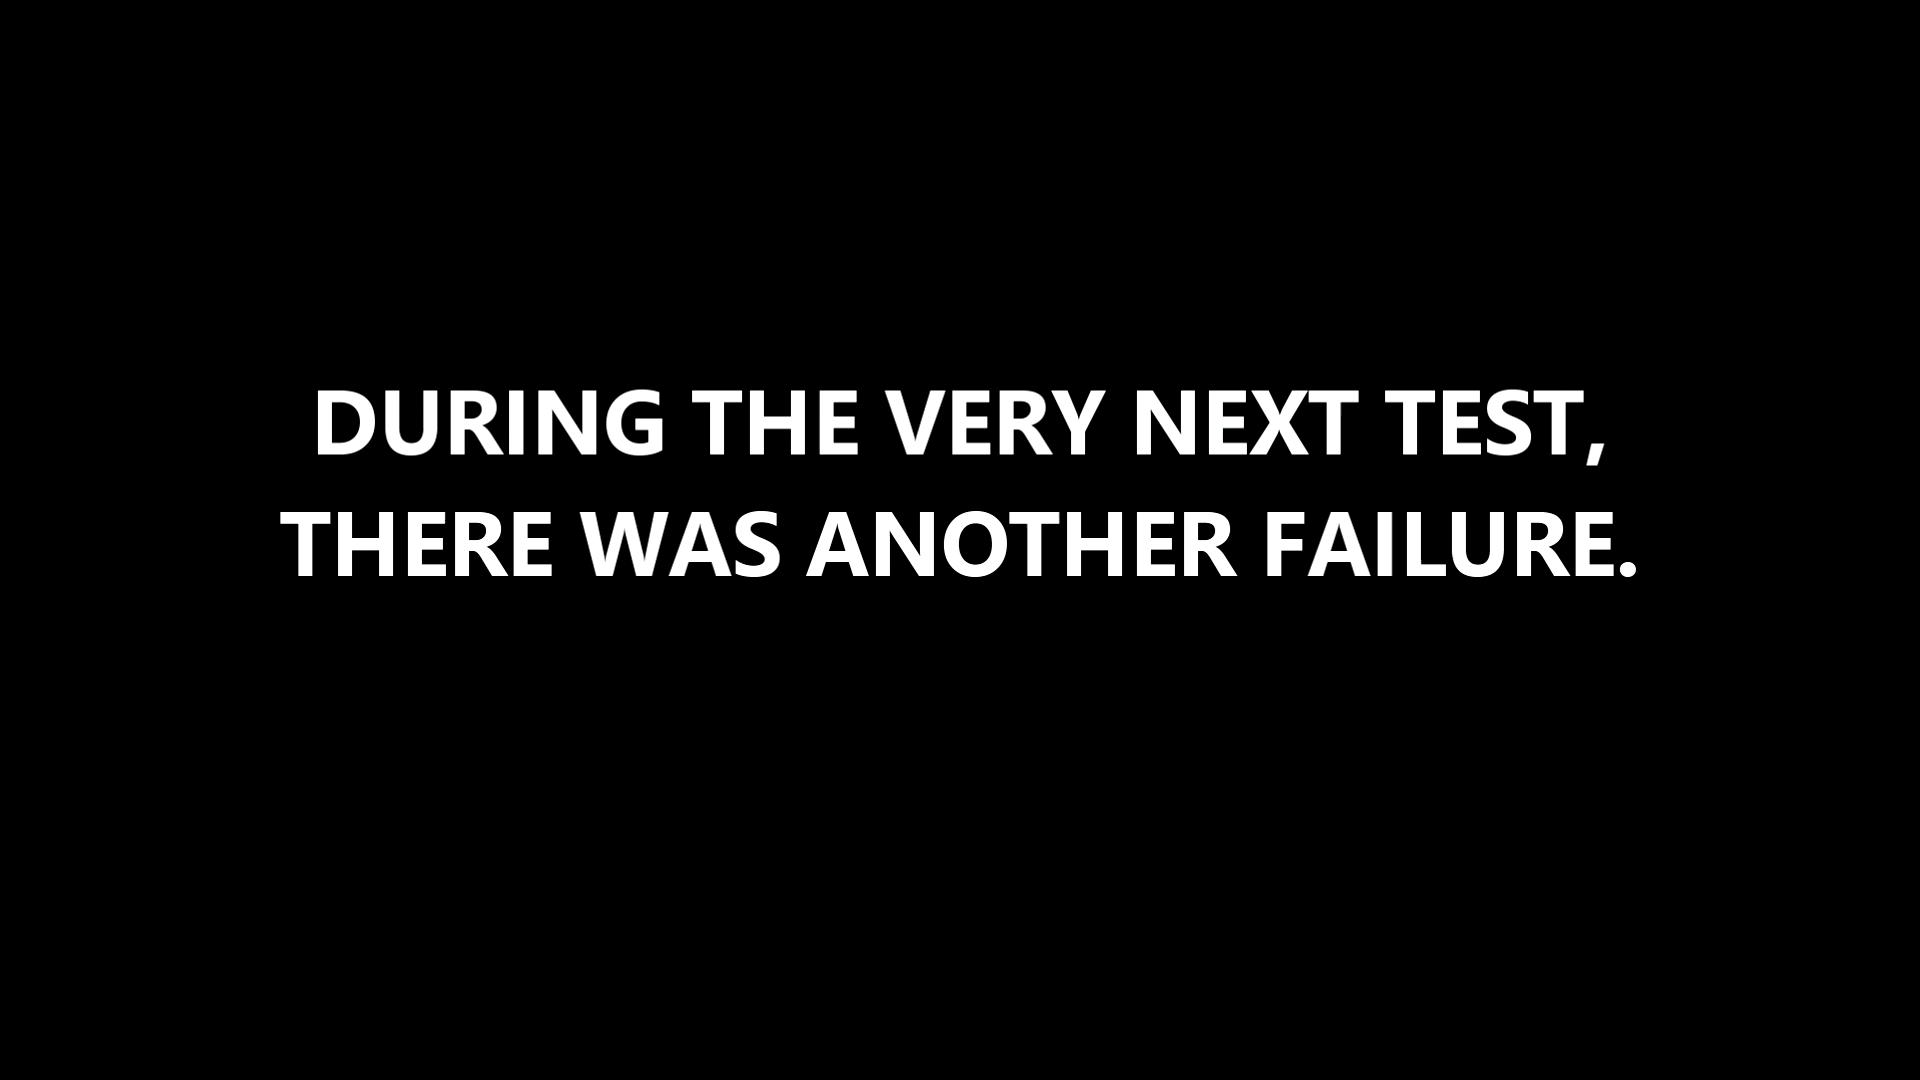 DURING THE VERY NEXT TEST,
THERE WAS ANOTHER FAILURE.